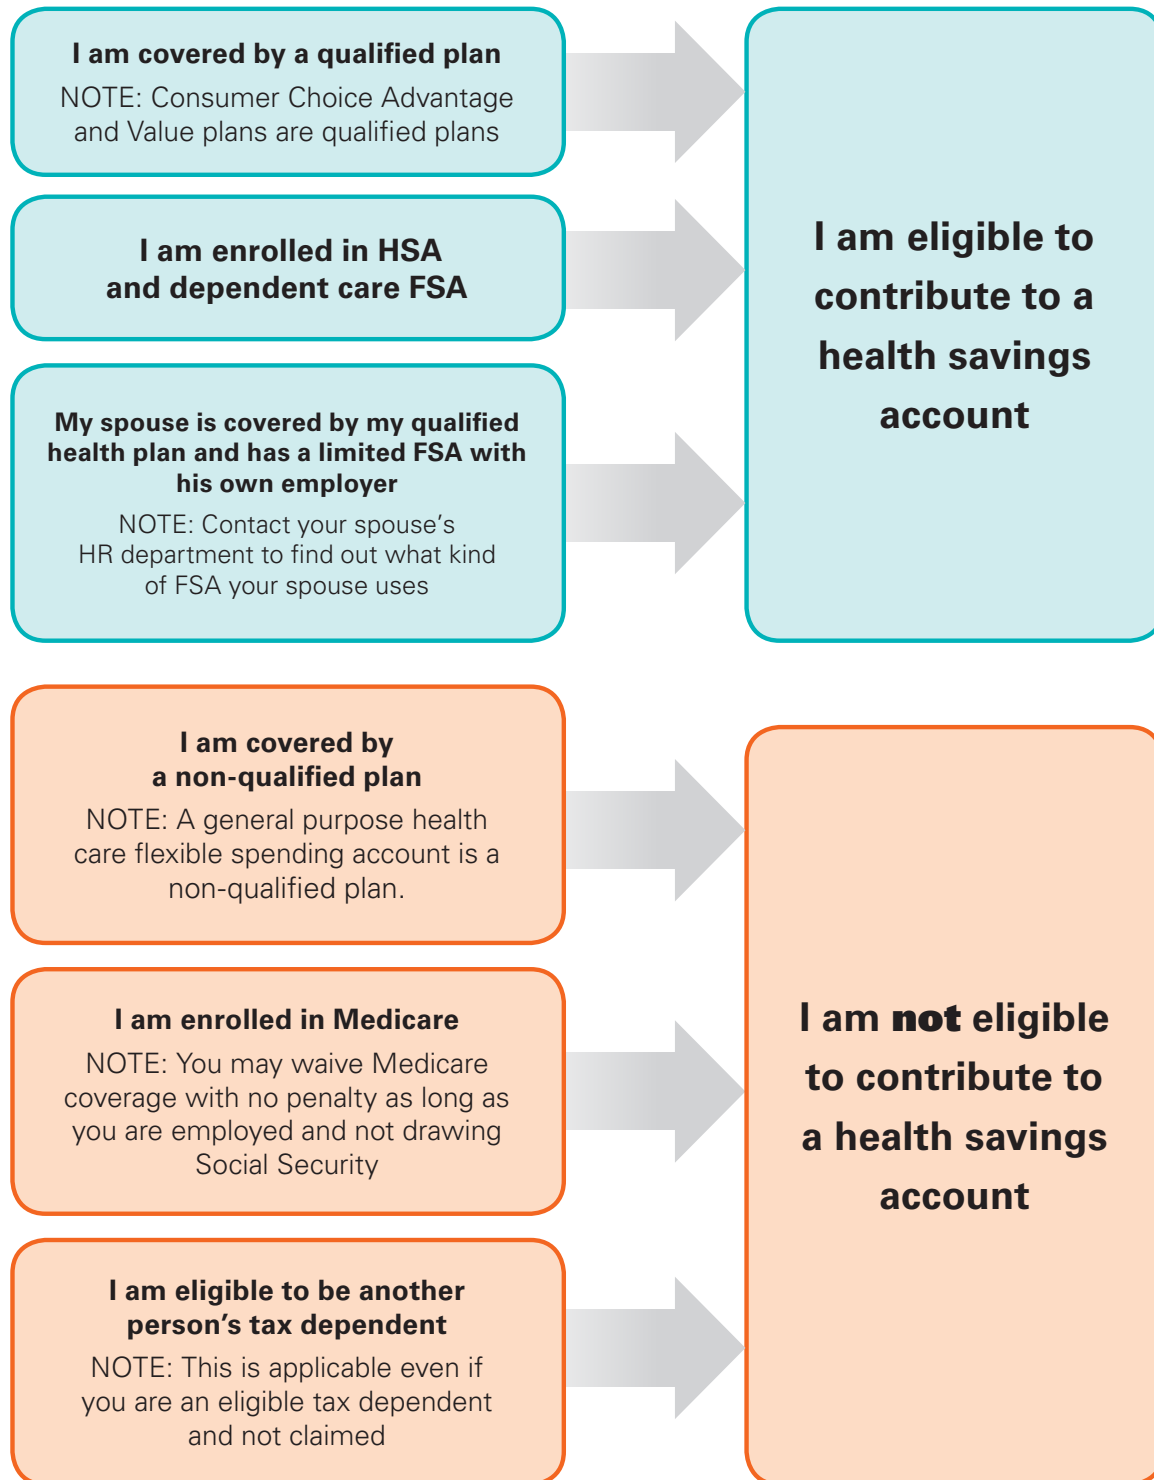 I am covered by a qualified plan
NOTE: Consumer Choice Advantage
and Value plans are qualified plans
I am enrolled in HSA
and dependent care FSA
My spouse is covered by my qualified
health plan and has a limited FSA with
his own employer
NOTE: Contact your spouse’s
HR department to find out what kind
of FSA your spouse uses
I am eligible to
contribute to a
health savings
account
I am covered by
a non-qualified plan
NOTE: A general purpose health
care flexible spending account is a
non-qualified plan.
I am enrolled in Medicare
NOTE: You may waive Medicare
coverage with no penalty as long as
you are employed and not drawing
Social Security
I am eligible to be another
person’s tax dependent
NOTE: This is applicable even if
you are an eligible tax dependent
and not claimed
I am not eligible
to contribute to
a health savings
account